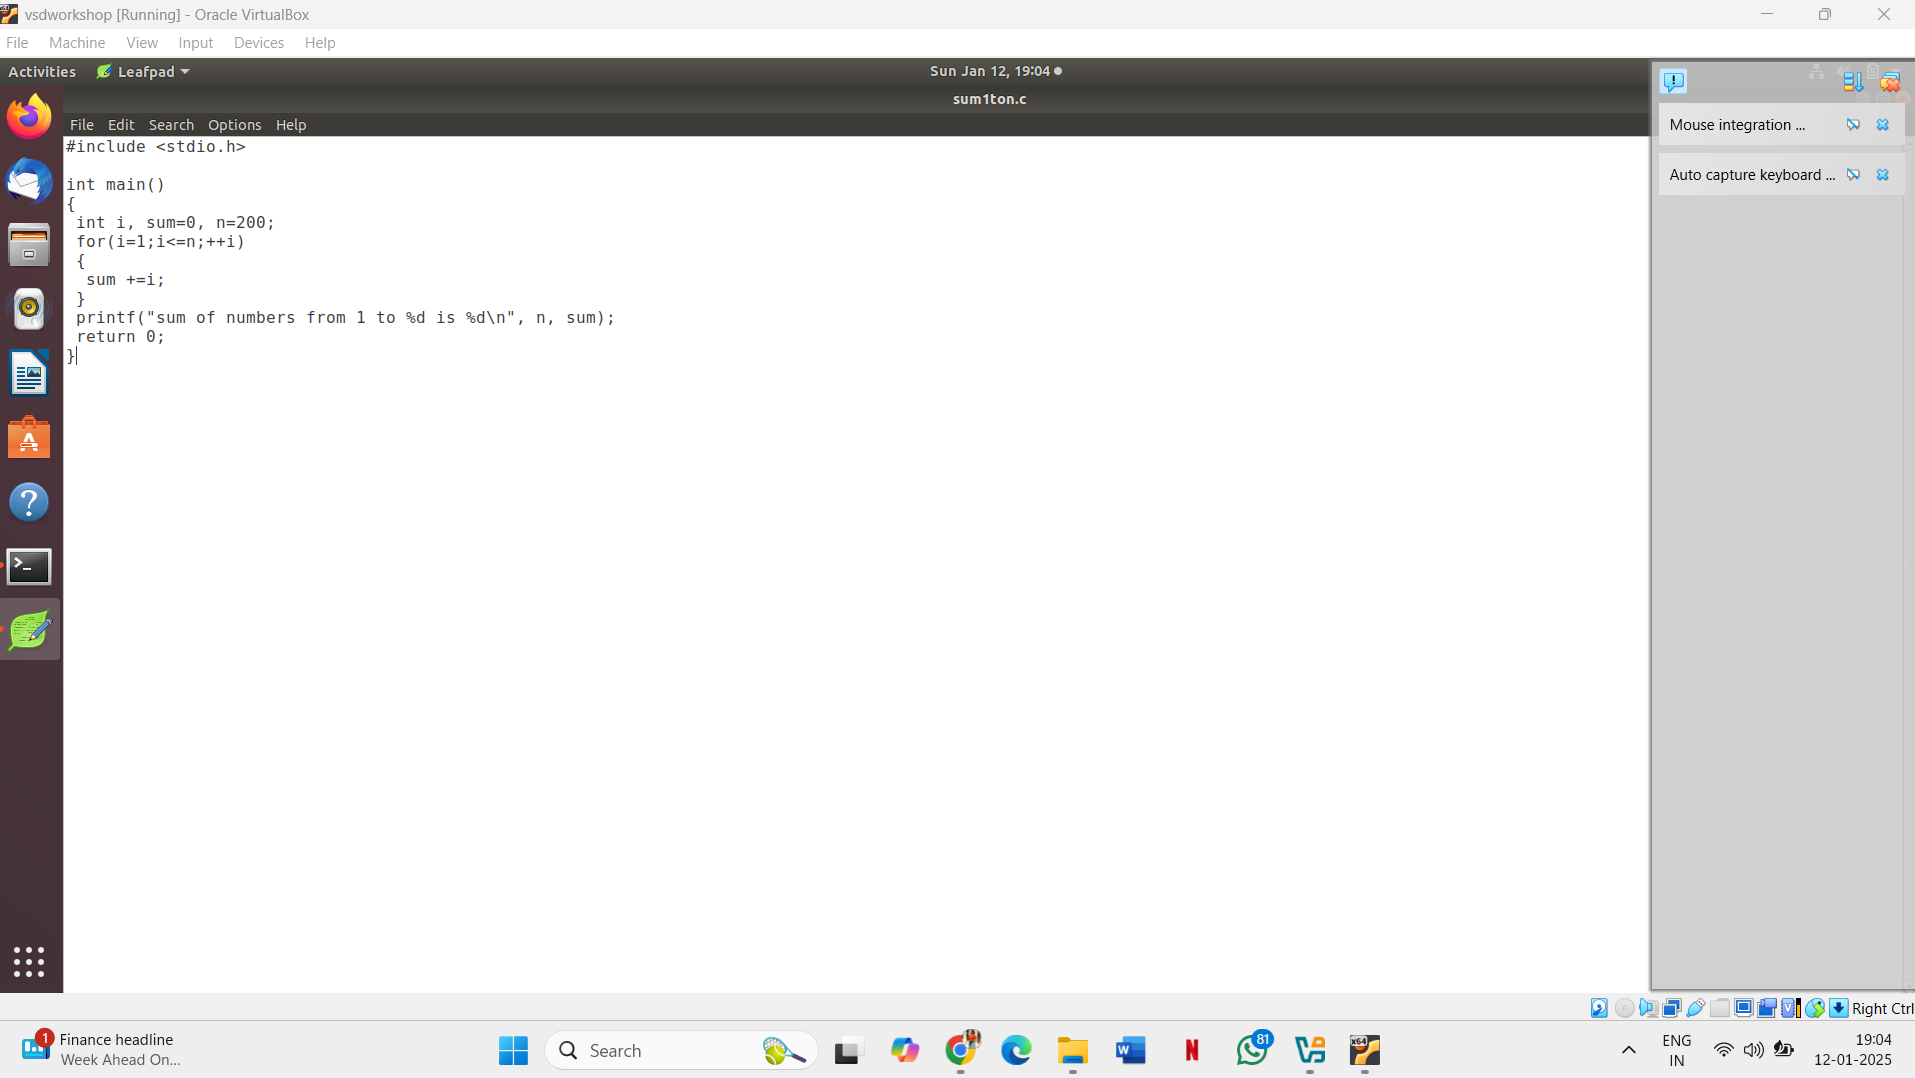 vsdworkshop [Running] - Oracle VirtualBox
File Machine View Input Devices Help
Activities Leafpad Sun Jan 12, 19:04
sum1ton.c
File Edit Search Options Help
#include <stdio.h>
int main()
{
int i, sum=0, n=200;
for(i=1;i<=n;++i)
{
sum +=i;
}
printf("sum of numbers from 1 to %d is %d\n", n, sum);
return 0;
}
Mouse integration ...
Auto capture keyboard ...
Right Ctrl
1
Finance headline
Week Ahead On...
Search
81
x64
ENG
IN
19:04
12-01-2025